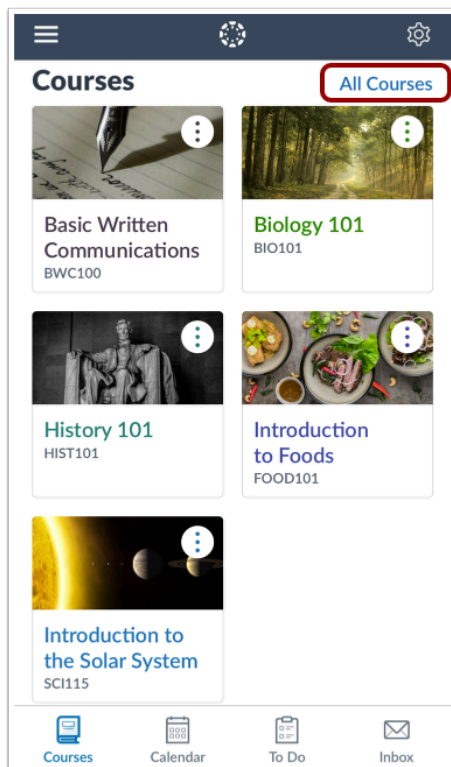 Courses
All Courses
Basic Written
Communications
BWC100
Biology 101
BIO101
History 101
HIST101
Introduction
to Foods
FOOD101
Introduction to
the Solar System
SCI115
Courses
Calendar
To Do
Inbox